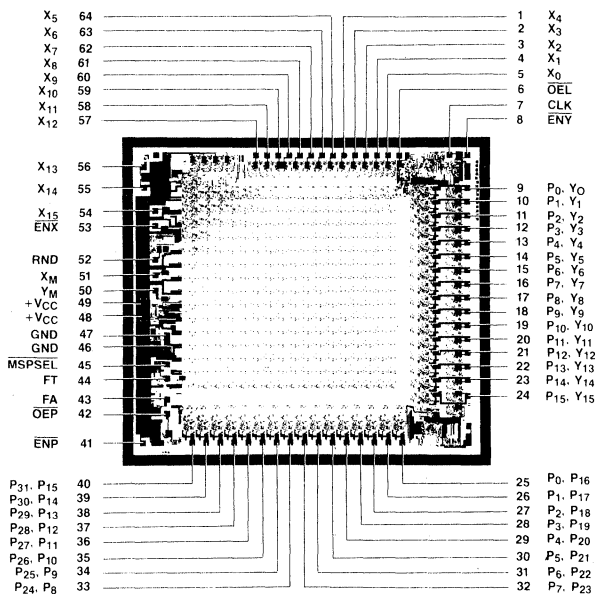 X5 64
X6 63
X7 62
X8 61
X9 60
X10 59
X11 58
X12 57
1 X4
2 X3
3 X2
4 X1
5 X0
6 OEL
7 CLK
8 ENY
X13 56
X14 55
X15 54
ENX 53
RND 52
XM 51
YM 50
+VCC 49
+VCC 48
GND 47
GND 46
MSPSEL 45
FT 44
FA 43
OEP 42
ENP 41
9 P0, YO
10 P1, Y1
11 P2, Y2
12 P3, Y3
13 P4, Y4
14 P5, Y5
15 P6, Y6
16 P7, Y7
17 P8, Y8
18 P9, Y9
19 P10, Y10
20 P11, Y11
21 P12, Y12
22 P13, Y13
23 P14, Y14
24 P15, Y15
P31, P15 40
P30, P14 39
P29, P13 38
P28, P12 37
P27, P11 36
P26, P10 35
P25, P9 34
P24, P8 33
25 P0, P16
26 P1, P17
27 P2, P18
28 P3, P19
29 P4, P20
30 P5, P21
31 P6, P22
32 P7, P23